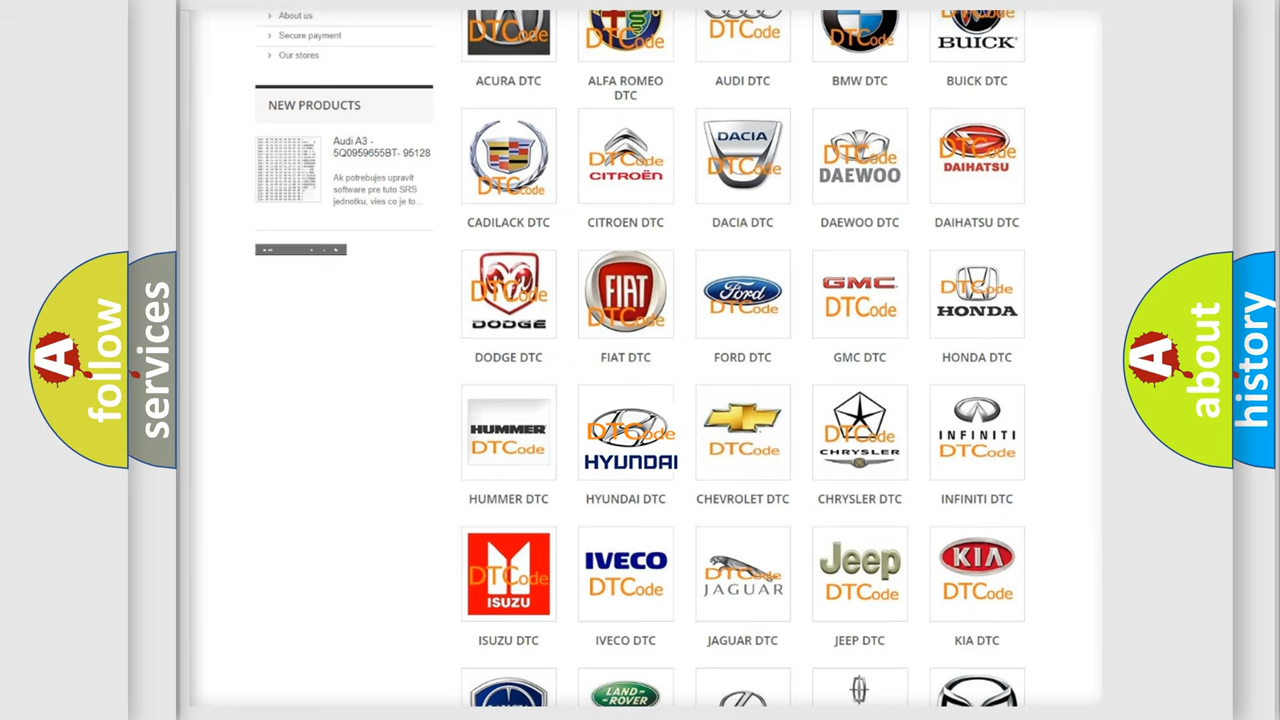 About us
Secure payment
Our stores
NEW PRODUCTS
Audi A3 -
5Q0959655BT- 95128
Ak potrebujes upravit
software pre tuto SRS
jednotku, vies co je to...
DTCode
DTCode
DTCode
DTCode
BUICK
ACURA DTC
ALFA ROMEO
DTC
AUDI DTC
BMW DTC
BUICK DTC
DTCode
DTCode
CITROËN
DACIA
DTCode
DTCode
DAEWOO
DTCode
DAIHATSU
CADILACK DTC
CITROEN DTC
DACIA DTC
DAEWOO DTC
DAIHATSU DTC
DTCode
DODGE
FIAT
DTCode
Ford
DTCode
GMC
DTCode
DTCode
HONDA
DODGE DTC
FIAT DTC
FORD DTC
GMC DTC
HONDA DTC
HUMMER
DTCode
DTCode
HYUNDAI
DTCode
DTCode
CHRYSLER
INFINITI
DTCode
HUMMER DTC
HYUNDAI DTC
CHEVROLET DTC
CHRYSLER DTC
INFINITI DTC
DTCode
ISUZU
IVECO
DTCode
DTCode
JAGUAR
Jeep
DTCode
KIA
DTCode
ISUZU DTC
IVECO DTC
JAGUAR DTC
JEEP DTC
KIA DTC
LAND-
ROVER
A
follow
services
A
about
history